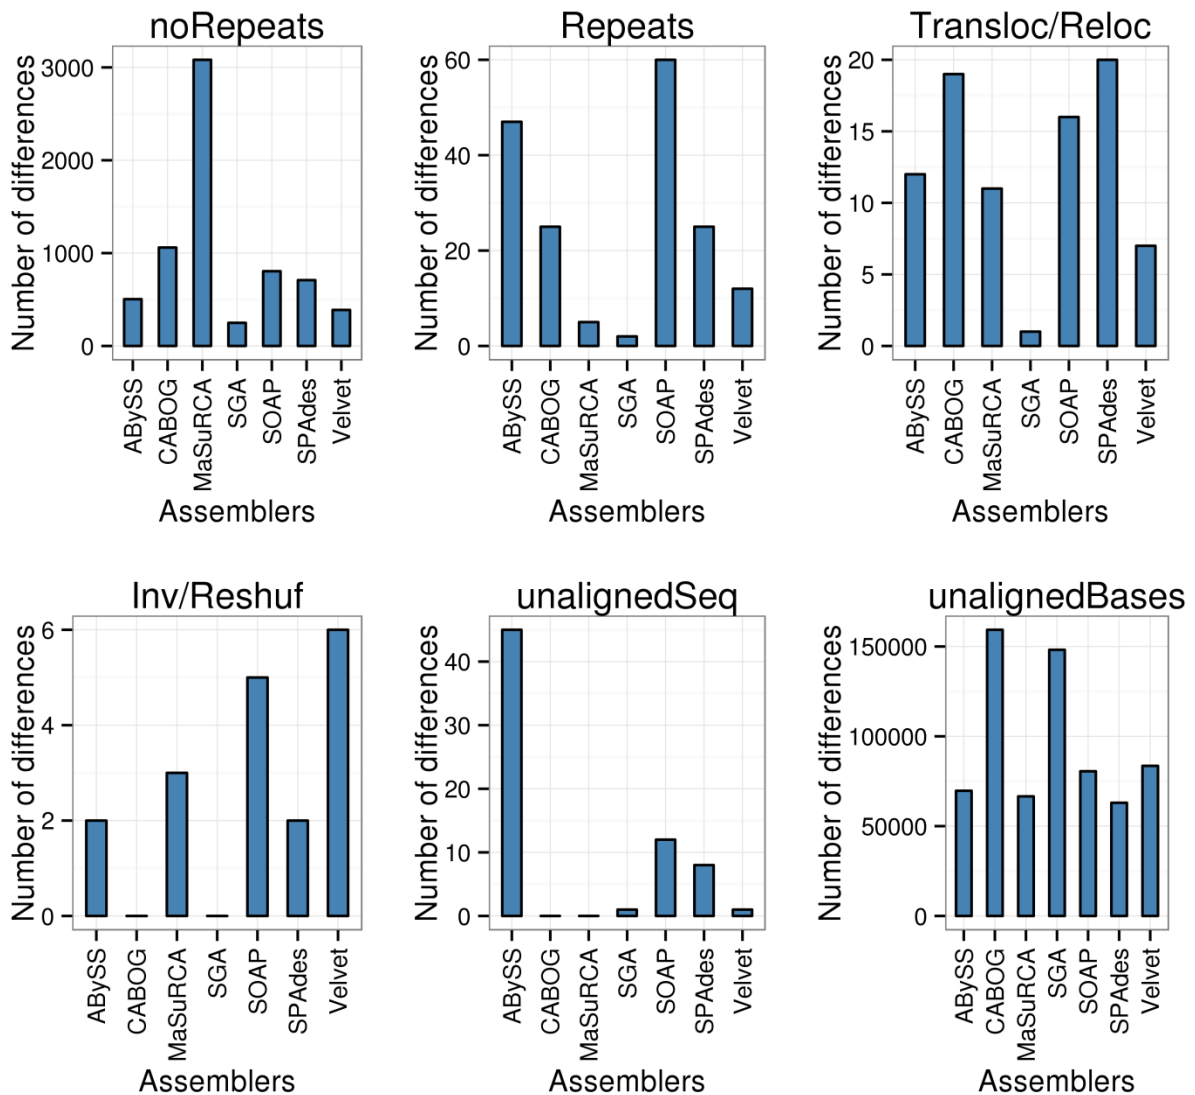 noRepeats
Number of differences
3000
2000
1000
0
ABySS
CABOG
MaSuRCA
SGA
SOAP
SPAdes
Velvet
Assemblers
Repeats
Number of differences
60
40
20
0
ABySS
CABOG
MaSuRCA
SGA
SOAP
SPAdes
Velvet
Assemblers
Transloc/Reloc
Number of differences
20
15
10
5
0
ABySS
CABOG
MaSuRCA
SGA
SOAP
SPAdes
Velvet
Assemblers
Inv/Reshuf
Number of differences
6
4
2
0
ABySS
CABOG
MaSuRCA
SGA
SOAP
SPAdes
Velvet
Assemblers
unalignedSeq
Number of differences
40
30
20
10
0
ABySS
CABOG
MaSuRCA
SGA
SOAP
SPAdes
Velvet
Assemblers
unalignedBases
Number of differences
150000
100000
50000
0
ABySS
CABOG
MaSuRCA
SGA
SOAP
SPAdes
Velvet
Assemblers